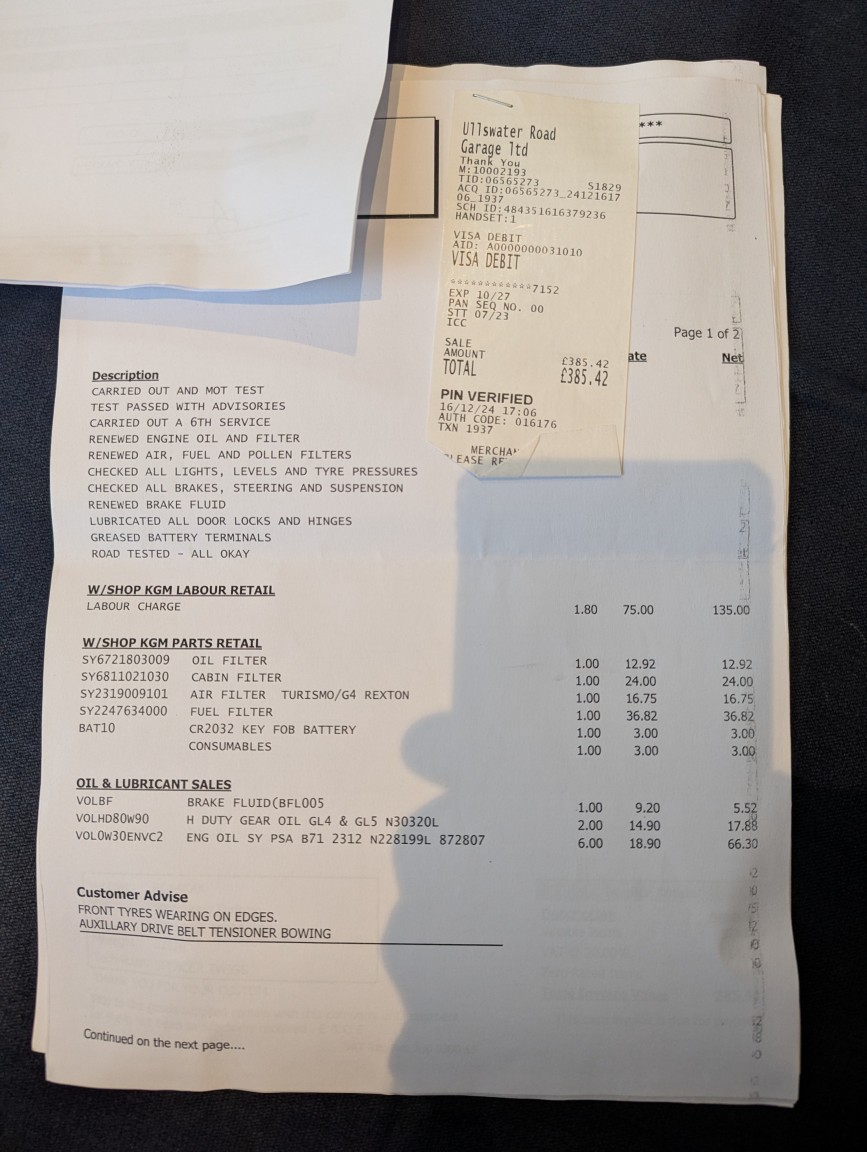 ***
Ullswater Road
Garage ltd
Thank You
M:10002193
TID:06565273 S1829
ACQ ID:06565273_24121617
06_1937
SCH ID:484351616379236
HANDSET:1
VISA DEBIT
AID: A0000000031010
VISA DEBIT
************7152
EXP 10/27
PAN SEQ NO. 00
STT 07/23
ICC
SALE
AMOUNT £385.42
TOTAL £385.42
PIN VERIFIED
16/12/24 17:06
AUTH CODE: 016176
TXN 1937
Page 1 of 2
Description Net
CARRIED OUT AND MOT TEST
TEST PASSED WITH ADVISORIES
CARRIED OUT A 6TH SERVICE
RENEWED ENGINE OIL AND FILTER
RENEWED AIR, FUEL AND POLLEN FILTERS
CHECKED ALL LIGHTS, LEVELS AND TYRE PRESSURES
CHECKED ALL BRAKES, STEERING AND SUSPENSION
RENEWED BRAKE FLUID
LUBRICATED ALL DOOR LOCKS AND HINGES
GREASED BATTERY TERMINALS
ROAD TESTED - ALL OKAY
W/SHOP KGM LABOUR RETAIL
LABOUR CHARGE 1.80 75.00 135.00
W/SHOP KGM PARTS RETAIL
SY6721803009 OIL FILTER 1.00 12.92 12.92
SY6811021030 CABIN FILTER 1.00 24.00 24.00
SY2319009101 AIR FILTER TURISMO/G4 REXTON 1.00 16.75 16.75
SY2247634000 FUEL FILTER 1.00 36.82 36.82
BAT10 CR2032 KEY FOB BATTERY 1.00 3.00 3.00
CONSUMABLES 1.00 3.00 3.00
OIL & LUBRICANT SALES
VOLBF BRAKE FLUID(BFL005 1.00 9.20 5.52
VOLHD80W90 H DUTY GEAR OIL GL4 & GL5 N30320L 2.00 14.90 17.88
VOLOW30ENVC2 ENG OIL SY PSA B71 2312 N228199L 872807 6.00 18.90 66.30
Customer Advise
FRONT TYRES WEARING ON EDGES.
AUXILLARY DRIVE BELT TENSIONER BOWING
Continued on the next page....